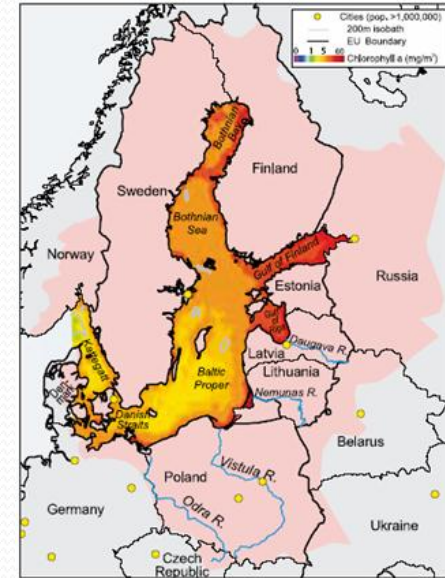 Cities (pop. >1,000,000)
200m isobath
EU Boundary
0 1 5 60 Chlorophyll a (mg/m³)
Bothnian
Bay
Finland
Sweden
Bothnian
Sea
Norway
Gulf of Finland
Russia
Estonia
Gulf
of Riga
Kattegatt
Latvia
Daugava R.
Lithuania
Baltic
Proper
Nemunas R.
Den-
Danish
Straits
Belarus
Poland
Vistula R.
Germany
Odra R.
Ukraine
Czech
Republic